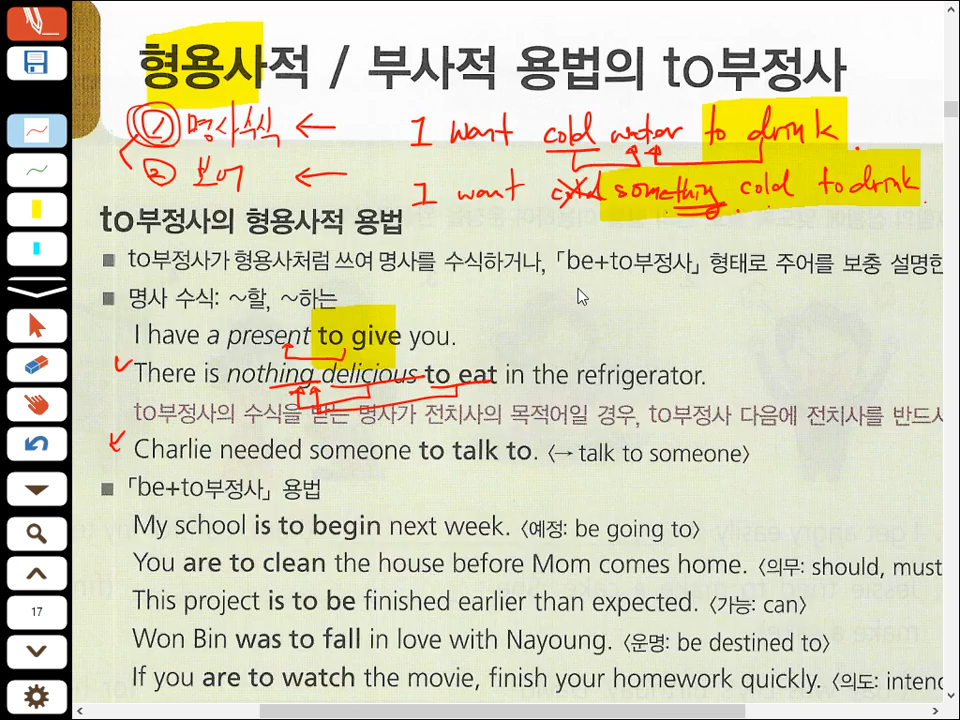 형용사적 / 부사적 용법의 to부정사
① 명사수식 ← I want cold water to drink.
② 보어 ← I want cold something cold to drink.
to부정사의 형용사적 용법
■ to부정사가 형용사처럼 쓰여 명사를 수식하거나, 「be+to부정사」 형태로 주어를 보충 설명한
■ 명사 수식: ~할, ~하는
I have a present to give you.
There is nothing delicious to eat in the refrigerator.
to부정사의 수식을 받는 명사가 전치사의 목적어일 경우, to부정사 다음에 전치사를 반드시
Charlie needed someone to talk to. <→ talk to someone>
■ 「be+to부정사」 용법
My school is to begin next week. <예정: be going to>
You are to clean the house before Mom comes home. <의무: should, must
This project is to be finished earlier than expected. <가능: can>
Won Bin was to fall in love with Nayoung. <운명: be destined to>
If you are to watch the movie, finish your homework quickly. <의도: intend
17